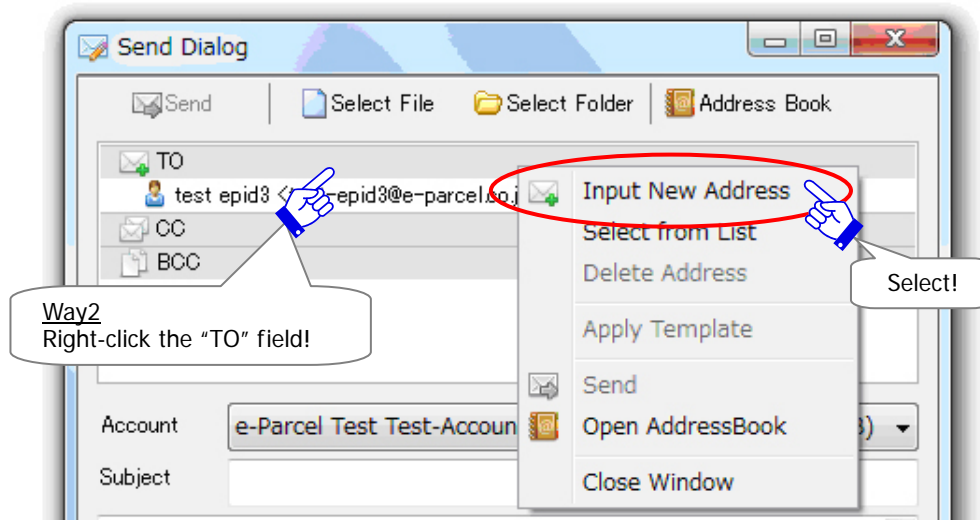 Send Dialog
Send Select File Select Folder Address Book
TO
test epid3 <
-epid3@e-parcel.co.j
CC
BCC
Input New Address
Select from List
Delete Address
Apply Template
Send
Open AddressBook
Close Window
Select!
Way2
Right-click the “TO” field!
Account e-Parcel Test Test-Accoun
)
Subject